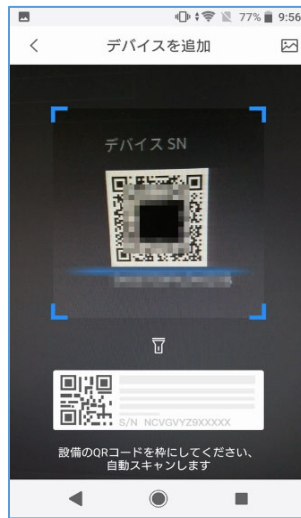 77% 9:56
デバイスを追加
デバイス SN
S/N NCVGVYZ9XXXXX
設備のQRコードを枠にしてください、
自動スキャンします